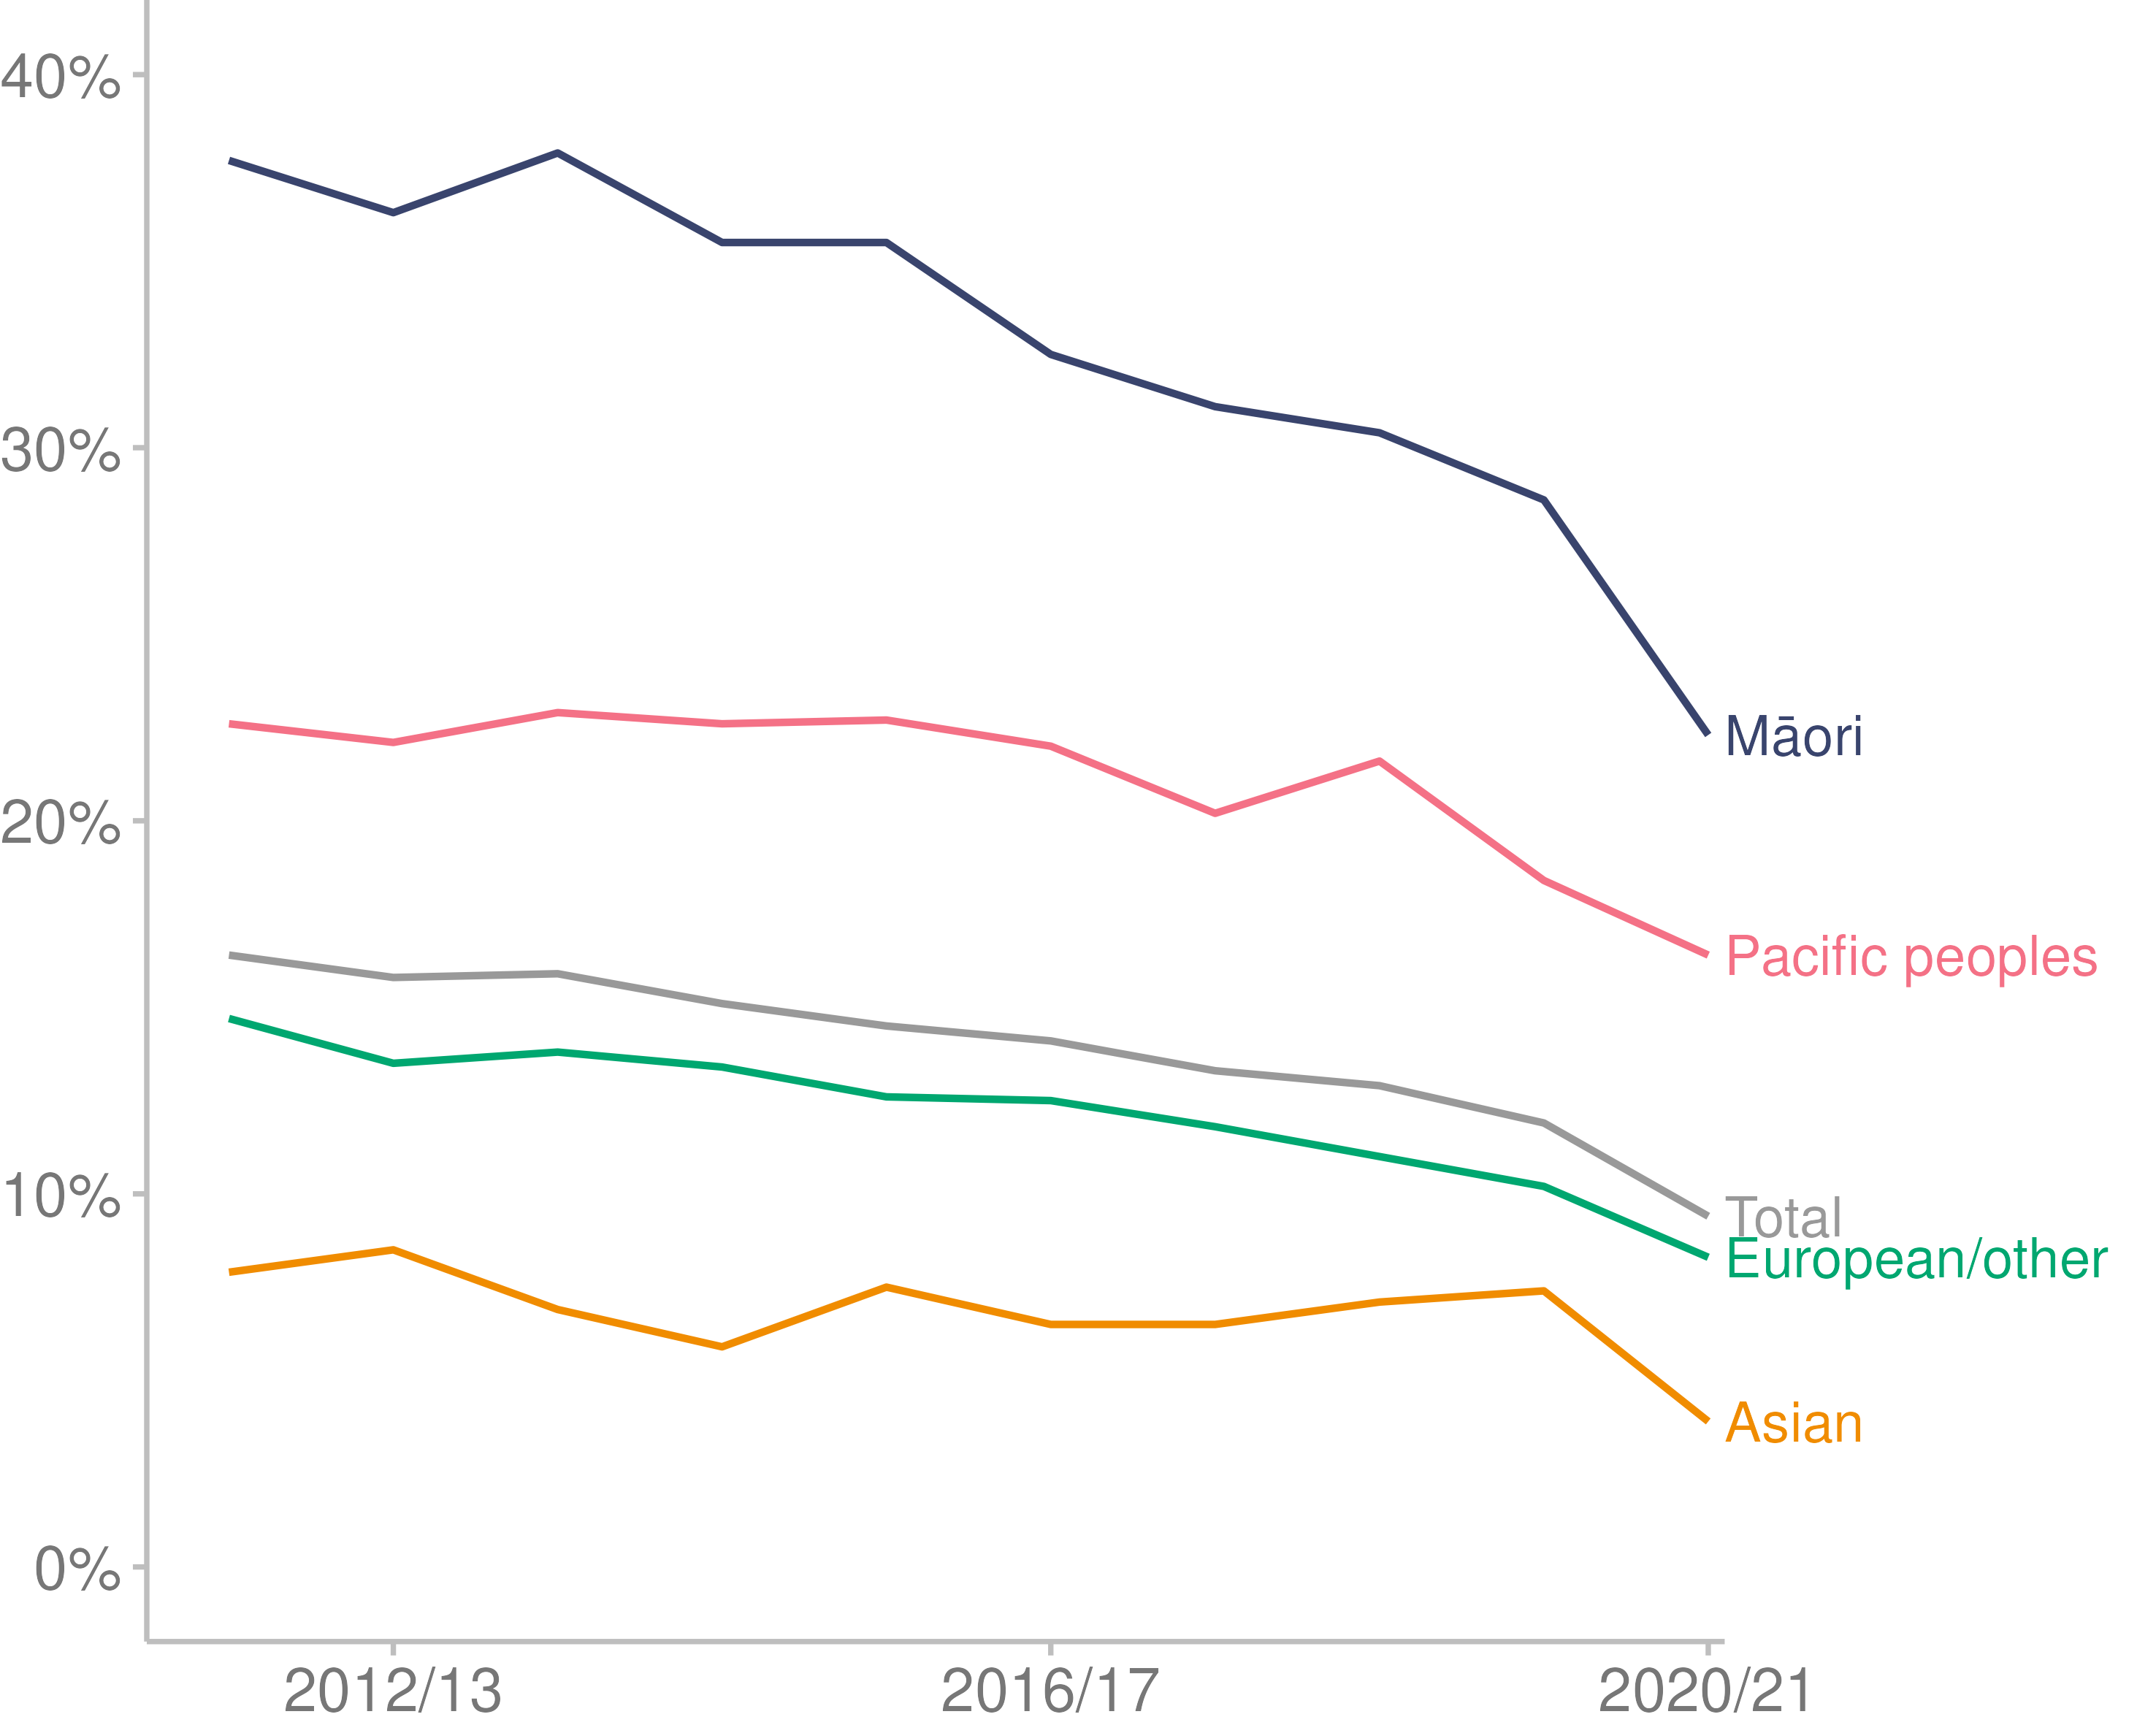 40%
30%
20%
10%
0%
Māori
Pacific peoples
Total
European/other
Asian
2012/13
2016/17
2020/21